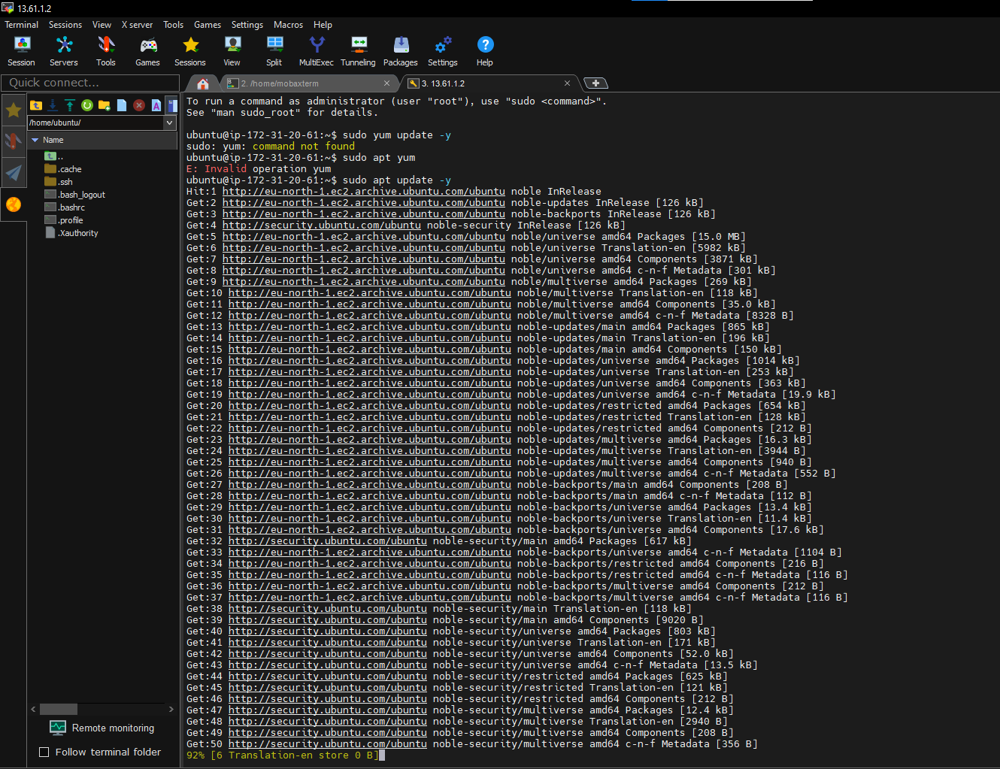 13.61.1.2
Terminal Sessions View X server Tools Games Settings Macros Help
Session Servers Tools Games Sessions View Split MultiExec Tunneling Packages Settings Help
Quick connect...
2. /home/mobaxterm
3. 13.61.1.2
/home/ubuntu/
Name
..
.cache
.ssh
.bash_logout
.bashrc
.profile
.Xauthority
Remote monitoring
Follow terminal folder
To run a command as administrator (user "root"), use "sudo <command>".
See "man sudo_root" for details.
ubuntu@ip-172-31-20-61:~$ sudo yum update -y
sudo: yum: command not found
ubuntu@ip-172-31-20-61:~$ sudo apt yum
E: Invalid operation yum
ubuntu@ip-172-31-20-61:~$ sudo apt update -y
Hit:1 http://eu-north-1.ec2.archive.ubuntu.com/ubuntu noble InRelease
Get:2 http://eu-north-1.ec2.archive.ubuntu.com/ubuntu noble-updates InRelease [126 kB]
Get:3 http://eu-north-1.ec2.archive.ubuntu.com/ubuntu noble-backports InRelease [126 kB]
Get:4 http://security.ubuntu.com/ubuntu noble-security InRelease [126 kB]
Get:5 http://eu-north-1.ec2.archive.ubuntu.com/ubuntu noble/universe amd64 Packages [15.0 MB]
Get:6 http://eu-north-1.ec2.archive.ubuntu.com/ubuntu noble/universe Translation-en [5982 kB]
Get:7 http://eu-north-1.ec2.archive.ubuntu.com/ubuntu noble/universe amd64 Components [3871 kB]
Get:8 http://eu-north-1.ec2.archive.ubuntu.com/ubuntu noble/universe amd64 c-n-f Metadata [301 kB]
Get:9 http://eu-north-1.ec2.archive.ubuntu.com/ubuntu noble/multiverse amd64 Packages [269 kB]
Get:10 http://eu-north-1.ec2.archive.ubuntu.com/ubuntu noble/multiverse Translation-en [118 kB]
Get:11 http://eu-north-1.ec2.archive.ubuntu.com/ubuntu noble/multiverse amd64 Components [35.0 kB]
Get:12 http://eu-north-1.ec2.archive.ubuntu.com/ubuntu noble/multiverse amd64 c-n-f Metadata [8328 B]
Get:13 http://eu-north-1.ec2.archive.ubuntu.com/ubuntu noble-updates/main amd64 Packages [865 kB]
Get:14 http://eu-north-1.ec2.archive.ubuntu.com/ubuntu noble-updates/main Translation-en [196 kB]
Get:15 http://eu-north-1.ec2.archive.ubuntu.com/ubuntu noble-updates/main amd64 Components [150 kB]
Get:16 http://eu-north-1.ec2.archive.ubuntu.com/ubuntu noble-updates/universe amd64 Packages [1014 kB]
Get:17 http://eu-north-1.ec2.archive.ubuntu.com/ubuntu noble-updates/universe Translation-en [253 kB]
Get:18 http://eu-north-1.ec2.archive.ubuntu.com/ubuntu noble-updates/universe amd64 Components [363 kB]
Get:19 http://eu-north-1.ec2.archive.ubuntu.com/ubuntu noble-updates/universe amd64 c-n-f Metadata [19.9 kB]
Get:20 http://eu-north-1.ec2.archive.ubuntu.com/ubuntu noble-updates/restricted amd64 Packages [654 kB]
Get:21 http://eu-north-1.ec2.archive.ubuntu.com/ubuntu noble-updates/restricted Translation-en [128 kB]
Get:22 http://eu-north-1.ec2.archive.ubuntu.com/ubuntu noble-updates/restricted amd64 Components [212 B]
Get:23 http://eu-north-1.ec2.archive.ubuntu.com/ubuntu noble-updates/multiverse amd64 Packages [16.3 kB]
Get:24 http://eu-north-1.ec2.archive.ubuntu.com/ubuntu noble-updates/multiverse Translation-en [3944 B]
Get:25 http://eu-north-1.ec2.archive.ubuntu.com/ubuntu noble-updates/multiverse amd64 Components [940 B]
Get:26 http://eu-north-1.ec2.archive.ubuntu.com/ubuntu noble-updates/multiverse amd64 c-n-f Metadata [552 B]
Get:27 http://eu-north-1.ec2.archive.ubuntu.com/ubuntu noble-backports/main amd64 Components [208 B]
Get:28 http://eu-north-1.ec2.archive.ubuntu.com/ubuntu noble-backports/main amd64 c-n-f Metadata [112 B]
Get:29 http://eu-north-1.ec2.archive.ubuntu.com/ubuntu noble-backports/universe amd64 Packages [13.4 kB]
Get:30 http://eu-north-1.ec2.archive.ubuntu.com/ubuntu noble-backports/universe Translation-en [11.4 kB]
Get:31 http://eu-north-1.ec2.archive.ubuntu.com/ubuntu noble-backports/universe amd64 Components [17.6 kB]
Get:32 http://security.ubuntu.com/ubuntu noble-security/main amd64 Packages [617 kB]
Get:33 http://eu-north-1.ec2.archive.ubuntu.com/ubuntu noble-backports/universe amd64 c-n-f Metadata [1104 B]
Get:34 http://eu-north-1.ec2.archive.ubuntu.com/ubuntu noble-backports/restricted amd64 Components [216 B]
Get:35 http://eu-north-1.ec2.archive.ubuntu.com/ubuntu noble-backports/restricted amd64 c-n-f Metadata [116 B]
Get:36 http://eu-north-1.ec2.archive.ubuntu.com/ubuntu noble-backports/multiverse amd64 Components [212 B]
Get:37 http://eu-north-1.ec2.archive.ubuntu.com/ubuntu noble-backports/multiverse amd64 c-n-f Metadata [116 B]
Get:38 http://security.ubuntu.com/ubuntu noble-security/main Translation-en [118 kB]
Get:39 http://security.ubuntu.com/ubuntu noble-security/main amd64 Components [9020 B]
Get:40 http://security.ubuntu.com/ubuntu noble-security/universe amd64 Packages [803 kB]
Get:41 http://security.ubuntu.com/ubuntu noble-security/universe Translation-en [171 kB]
Get:42 http://security.ubuntu.com/ubuntu noble-security/universe amd64 Components [52.0 kB]
Get:43 http://security.ubuntu.com/ubuntu noble-security/universe amd64 c-n-f Metadata [13.5 kB]
Get:44 http://security.ubuntu.com/ubuntu noble-security/restricted amd64 Packages [625 kB]
Get:45 http://security.ubuntu.com/ubuntu noble-security/restricted Translation-en [121 kB]
Get:46 http://security.ubuntu.com/ubuntu noble-security/restricted amd64 Components [212 B]
Get:47 http://security.ubuntu.com/ubuntu noble-security/multiverse amd64 Packages [12.4 kB]
Get:48 http://security.ubuntu.com/ubuntu noble-security/multiverse Translation-en [2940 B]
Get:49 http://security.ubuntu.com/ubuntu noble-security/multiverse amd64 Components [208 B]
Get:50 http://security.ubuntu.com/ubuntu noble-security/multiverse amd64 c-n-f Metadata [356 B]
92% [6 Translation-en store 0 B]